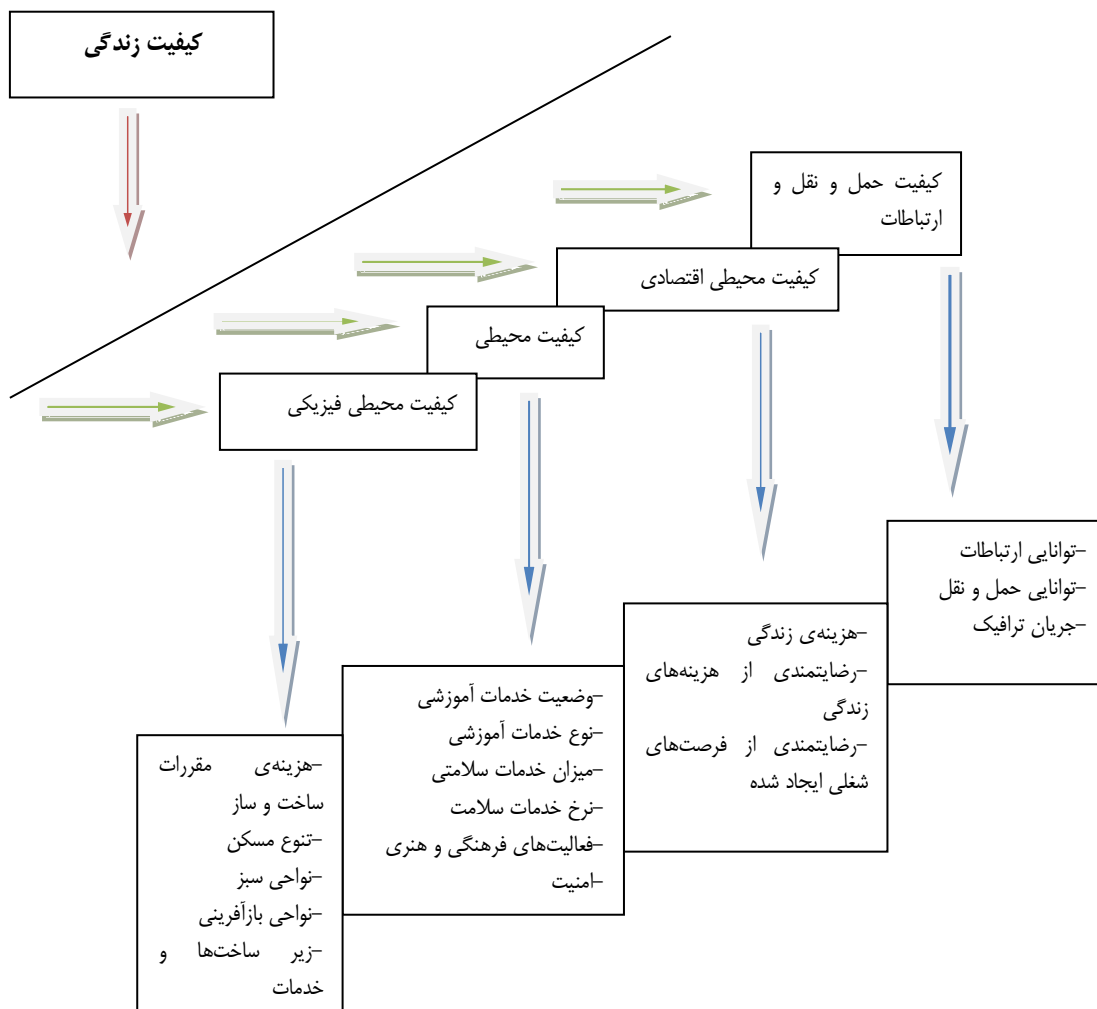 کیفیت زندگی
کیفیت حمل و نقل و
ارتباطات
کیفیت محیطی اقتصادی
کیفیت محیطی
کیفیت محیطی فیزیکی
-توانایی ارتباطات
-توانایی حمل و نقل
-جریان ترافیک
-هزینه‌ی زندگی
-رضایتمندی از هزینه‌های
زندگی
-رضایتمندی از فرصت‌های
شغلی ایجاد شده
-وضعیت خدمات آموزشی
-نوع خدمات آموزشی
-میزان خدمات سلامتی
-نرخ خدمات سلامت
-فعالیت‌های فرهنگی و هنری
-امنیت
-هزینه‌ی مقررات
ساخت و ساز
-تنوع مسکن
-نواحی سبز
-نواحی بازآفرینی
-زیر ساخت‌ها و
خدمات